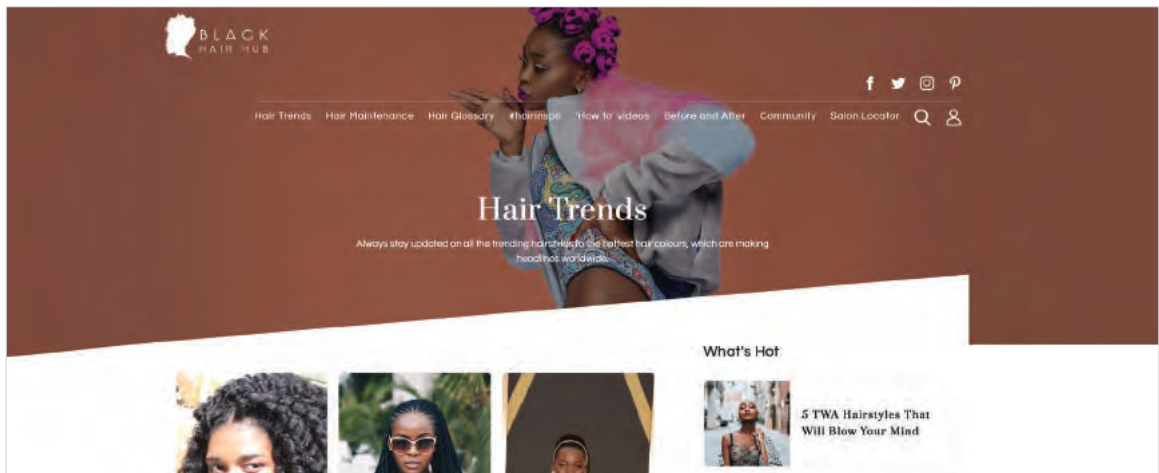 BLACK
HAIR HUB
Hair Trends Hair Maintenance Hair Glossary #hairinspo 'How to' videos Before and After Community Salon Locator
Hair Trends
Always stay updated on all the trending hairstyles to the hottest hair colours, which are making
headlines worldwide.
What's Hot
5 TWA Hairstyles That
Will Blow Your Mind